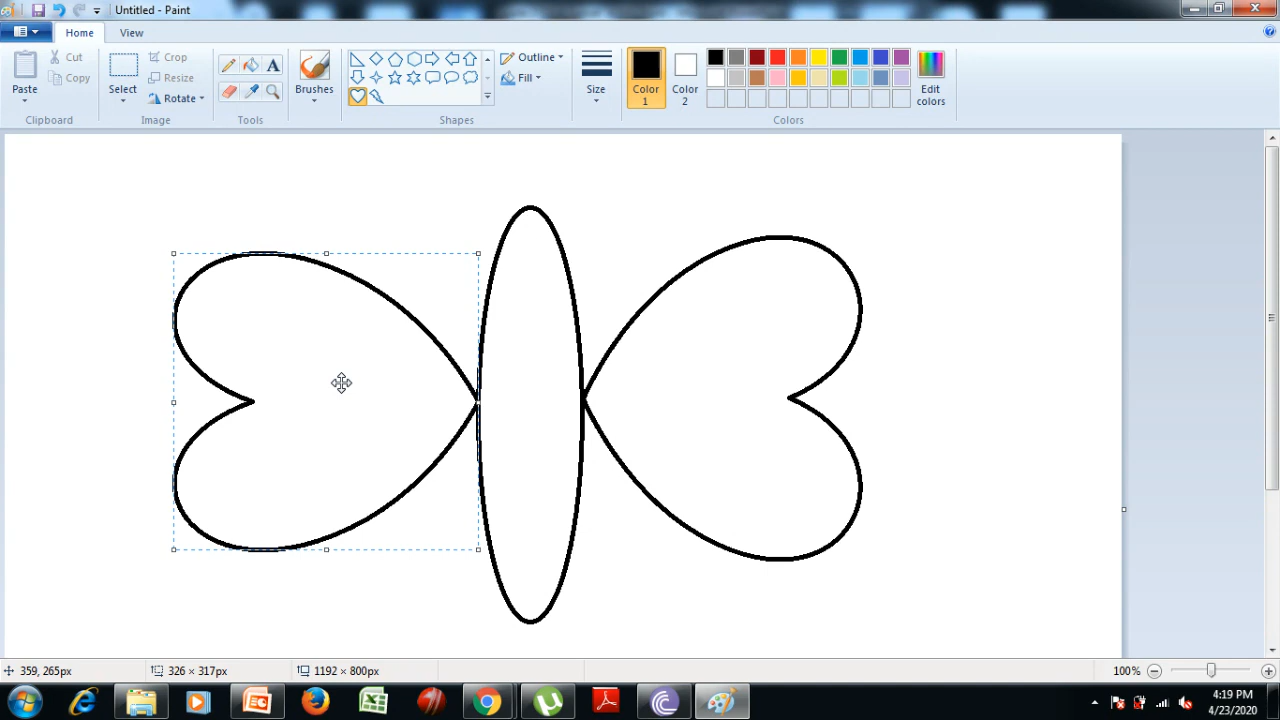 Untitled - Paint
Home
View
Paste
Cut
Copy
Clipboard
Select
Crop
Resize
Rotate
Image
A
Tools
Brushes
Outline
Fill
Shapes
Size
Color 1
Color 2
Edit colors
Colors
359, 265px
326 × 317px
1192 × 800px
100%
4:19 PM
4/23/2020